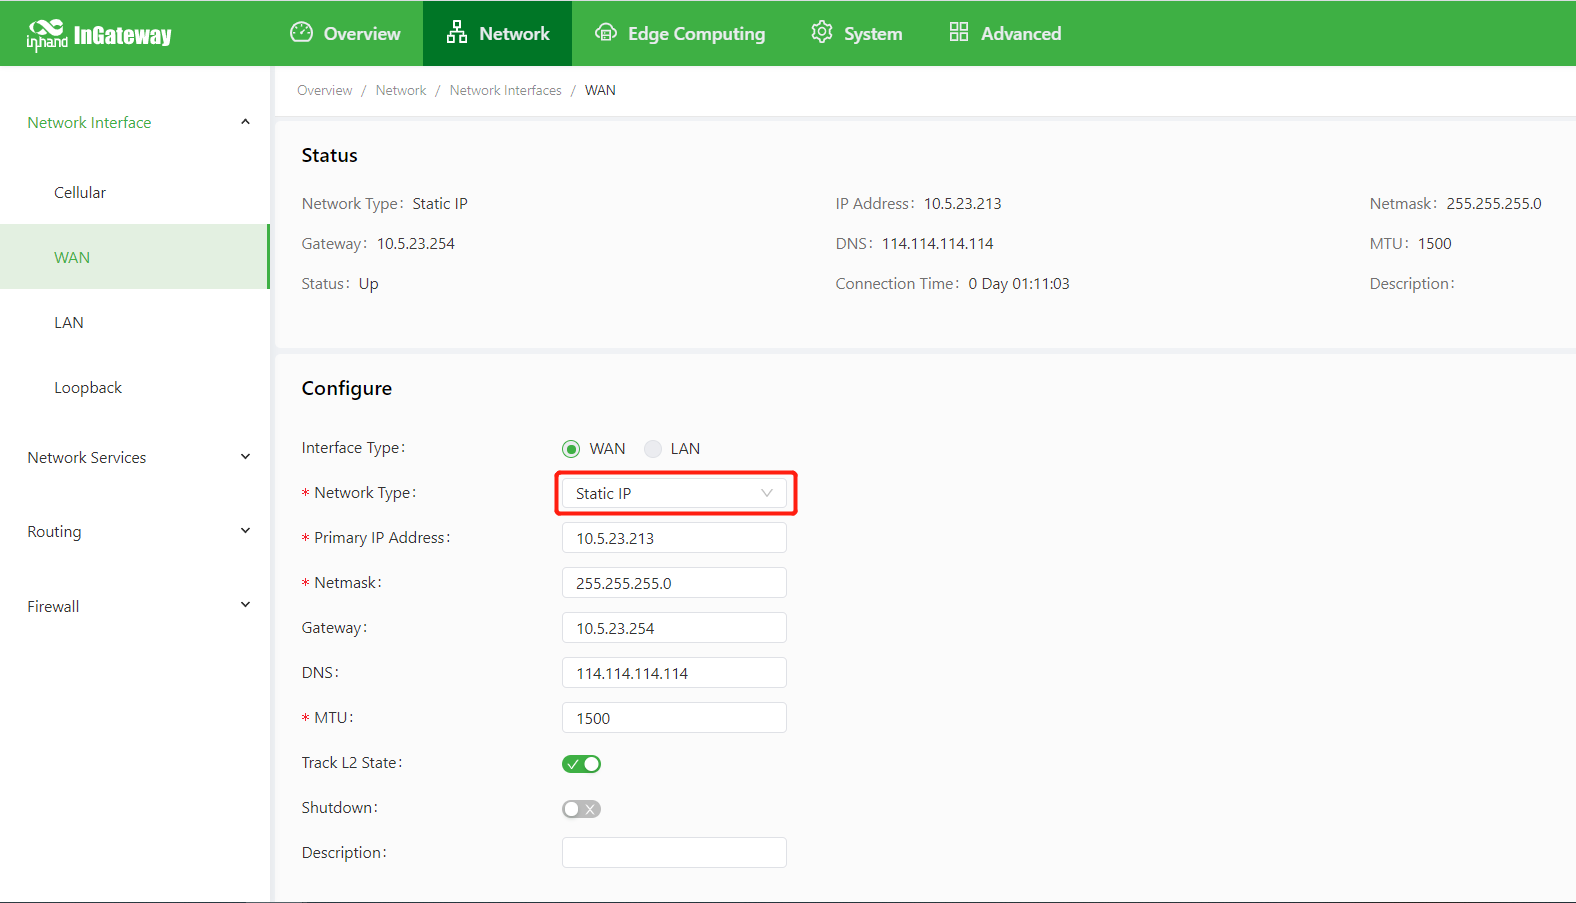 inhand InGateway Overview Network Edge Computing System Advanced
Overview / Network / Network Interfaces / WAN
Network Interface
Cellular
WAN
LAN
Loopback
Network Services
Routing
Firewall
Status
Network Type: Static IP IP Address: 10.5.23.213 Netmask: 255.255.255.0
Gateway: 10.5.23.254 DNS: 114.114.114.114 MTU: 1500
Status: Up Connection Time: 0 Day 01:11:03 Description:
Configure
Interface Type: WAN LAN
* Network Type: Static IP
* Primary IP Address: 10.5.23.213
* Netmask: 255.255.255.0
Gateway: 10.5.23.254
DNS: 114.114.114.114
* MTU: 1500
Track L2 State:
Shutdown:
Description: